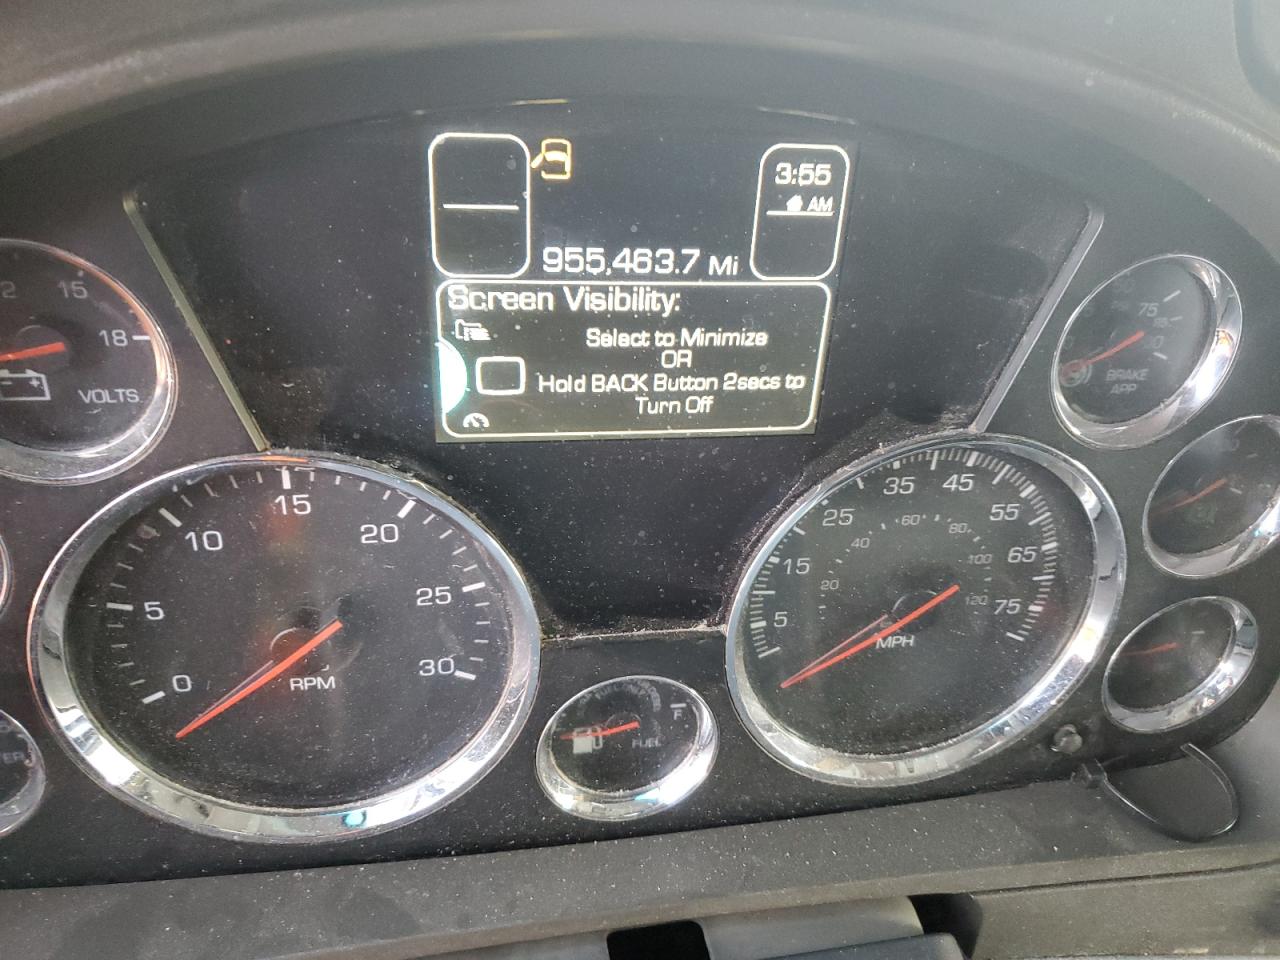 3:55
AM
955,463.7 Mi
Screen Visibility:
Select to Minimize
OR
Hold BACK Button 2secs to
Turn Off
15
18
VOLTS
0
5
10
15
20
25
30
RPM
F
FUEL
5
15
25
35
45
55
65
75
20
40
60
80
100
120
MPH
75
BRAKE
APP